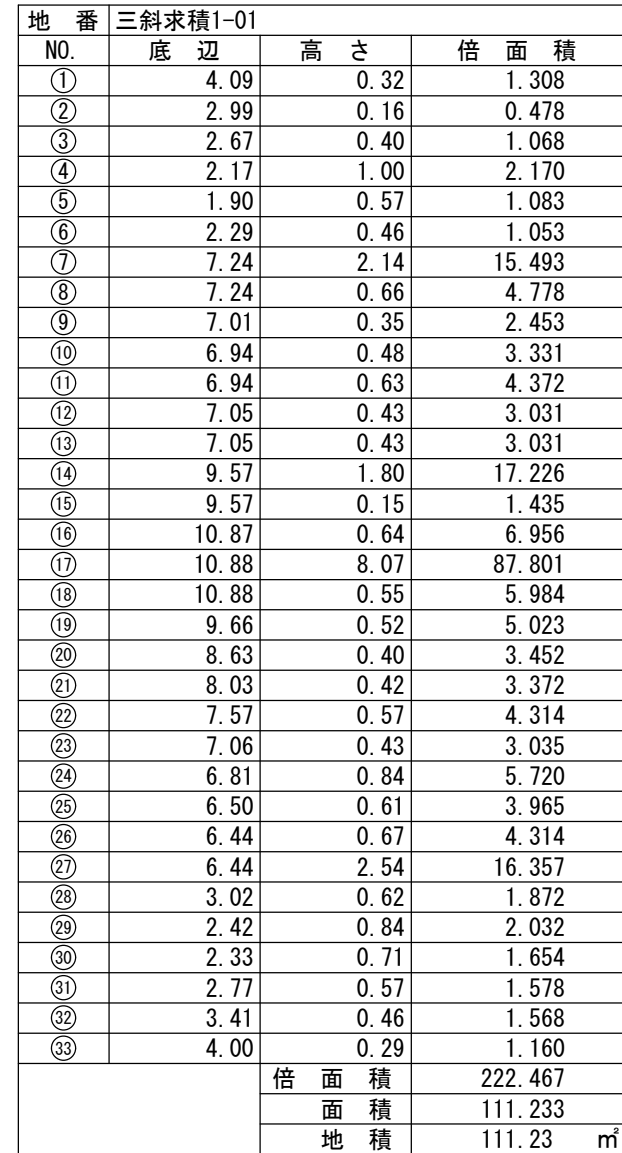 地 番 三斜求積1-01
NO. 底 辺 高 さ 倍 面 積
① 4.09 0.32 1.308
② 2.99 0.16 0.478
③ 2.67 0.40 1.068
④ 2.17 1.00 2.170
⑤ 1.90 0.57 1.083
⑥ 2.29 0.46 1.053
⑦ 7.24 2.14 15.493
⑧ 7.24 0.66 4.778
⑨ 7.01 0.35 2.453
⑩ 6.94 0.48 3.331
⑪ 6.94 0.63 4.372
⑫ 7.05 0.43 3.031
⑬ 7.05 0.43 3.031
⑭ 9.57 1.80 17.226
⑮ 9.57 0.15 1.435
⑯ 10.87 0.64 6.956
⑰ 10.88 8.07 87.801
⑱ 10.88 0.55 5.984
⑲ 9.66 0.52 5.023
⑳ 8.63 0.40 3.452
㉑ 8.03 0.42 3.372
㉒ 7.57 0.57 4.314
㉓ 7.06 0.43 3.035
㉔ 6.81 0.84 5.720
㉕ 6.50 0.61 3.965
㉖ 6.44 0.67 4.314
㉗ 6.44 2.54 16.357
㉘ 3.02 0.62 1.872
㉙ 2.42 0.84 2.032
㉚ 2.33 0.71 1.654
㉛ 2.77 0.57 1.578
㉜ 3.41 0.46 1.568
㉝ 4.00 0.29 1.160
倍 面 積 222.467
面 積 111.233
地 積 111.23 ㎡